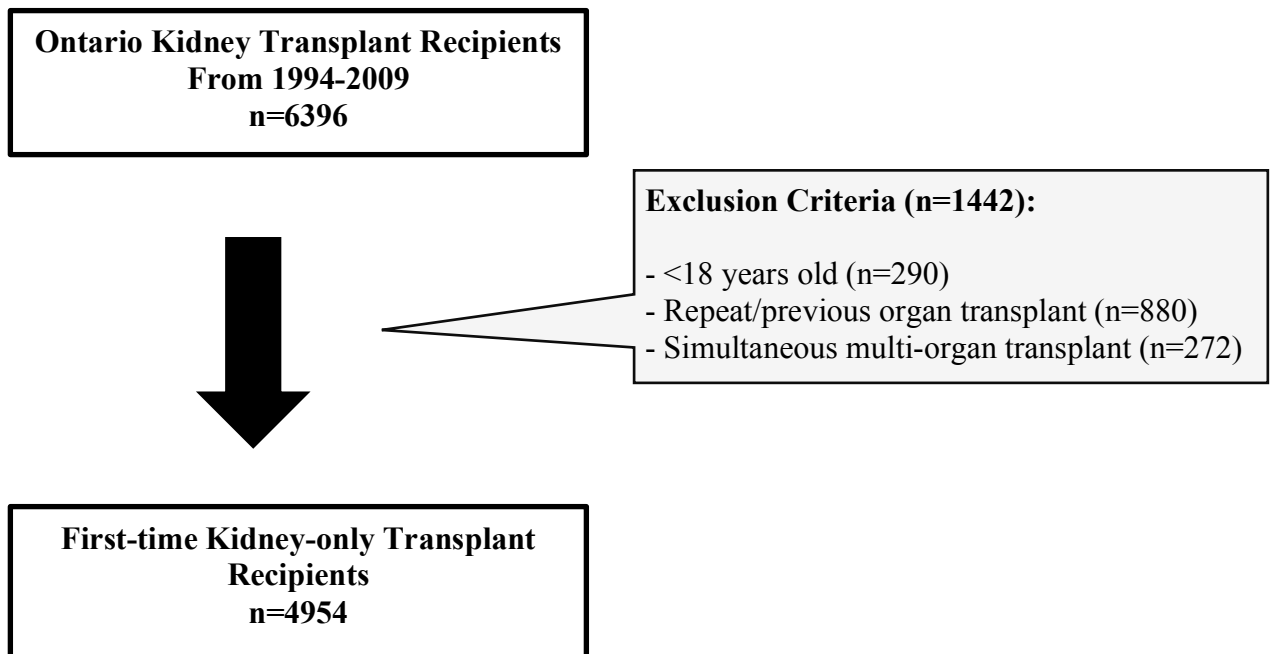 Ontario Kidney Transplant Recipients
From 1994-2009
n=6396
Exclusion Criteria (n=1442):
- <18 years old (n=290)
- Repeat/previous organ transplant (n=880)
- Simultaneous multi-organ transplant (n=272)
First-time Kidney-only Transplant
Recipients
n=4954